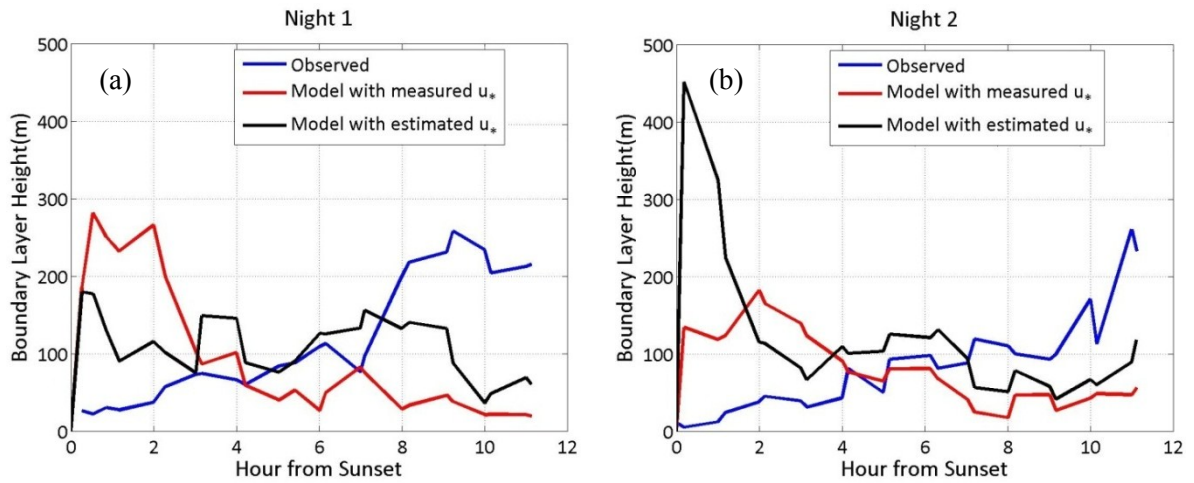 Night 1
(a)
Observed
Model with measured u*
Model with estimated u*
Boundary Layer Height(m)
500
400
300
200
100
0
0 2 4 6 8 10 12
Hour from Sunset
Night 2
(b)
Observed
Model with measured u*
Model with estimated u*
Boundary Layer Height(m)
500
400
300
200
100
0
0 2 4 6 8 10 12
Hour from Sunset